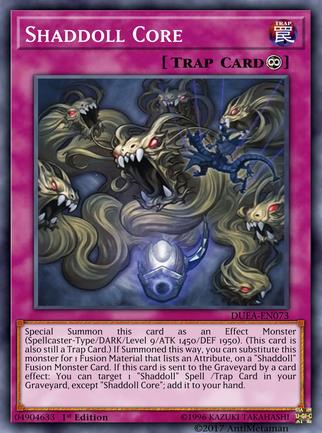 Shaddoll Core
TRAP
罠
[TRAP CARD∞]
DUEA-EN073
Special Summon this card as an Effect Monster
(Spellcaster-Type/DARK/Level 9/ATK 1450/DEF 1950). (This card
is also still a Trap Card.) If Summoned this way, you can substitute this
monster for 1 Fusion Material that lists an Attribute, on a "Shaddoll"
Fusion Monster Card. If this card is sent to the Graveyard by a card
effect: You can target 1 "Shaddoll" Spell /Trap Card in your
Graveyard, except "Shaddoll Core"; add it to your hand.
04904633 1st Edition ©1996 KAZUKI TAKAHASHI
©2017 AntiMetaman